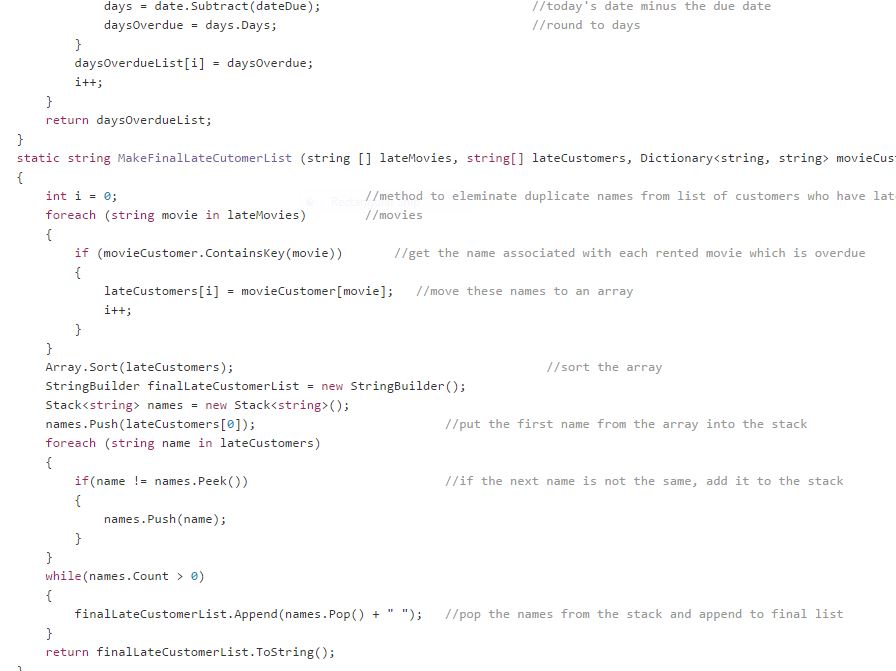 days = date.Subtract(dateDue); //today's date minus the due date
daysOverdue = days.Days; //round to days
}
daysOverdueList[i] = daysOverdue;
i++;
}
return daysOverdueList;
}
static string MakeFinalLateCutomerList (string [] lateMovies, string[] lateCustomers, Dictionary<string, string> movieCus
{
int i = 0; //method to eleminate duplicate names from list of customers who have lat
foreach (string movie in lateMovies) //movies
{
if (movieCustomer.ContainsKey(movie)) //get the name associated with each rented movie which is overdue
{
lateCustomers[i] = movieCustomer[movie]; //move these names to an array
i++;
}
}
Array.Sort(lateCustomers); //sort the array
StringBuilder finalLateCustomerList = new StringBuilder();
Stack<string> names = new Stack<string>();
names.Push(lateCustomers[0]); //put the first name from the array into the stack
foreach (string name in lateCustomers)
{
if(name != names.Peek()) //if the next name is not the same, add it to the stack
{
names.Push(name);
}
}
while(names.Count > 0)
{
finalLateCustomerList.Append(names.Pop() + " "); //pop the names from the stack and append to final list
}
return finalLateCustomerList.ToString();
}